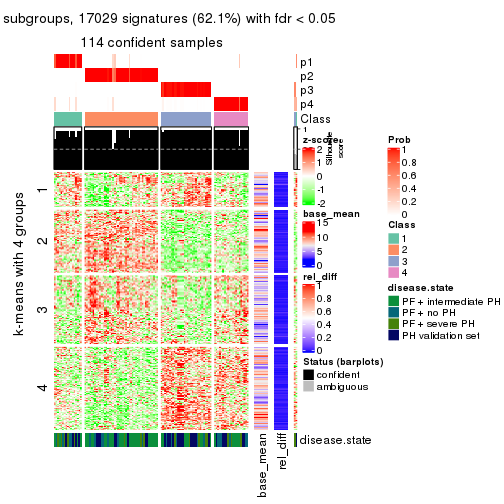 subgroups, 17029 signatures (62.1%) with fdr < 0.05
114 confident samples
p1
p2
p3
p4
Class
1
Silhouette
score
z-score
2
1
0
-1
-2
base_mean
15
10
5
0
rel_diff
1
0.8
0.6
0.4
0.2
0
Status (barplots)
confident
ambiguous
Prob
1
0.8
0.6
0.4
0.2
0
Class
1
2
3
4
disease.state
PF+ intermediate PH
PF+ no PH
PF+ severe PH
PH validation set
k-means with 4 groups
1
2
3
4
disease.state
base_mean
rel_diff